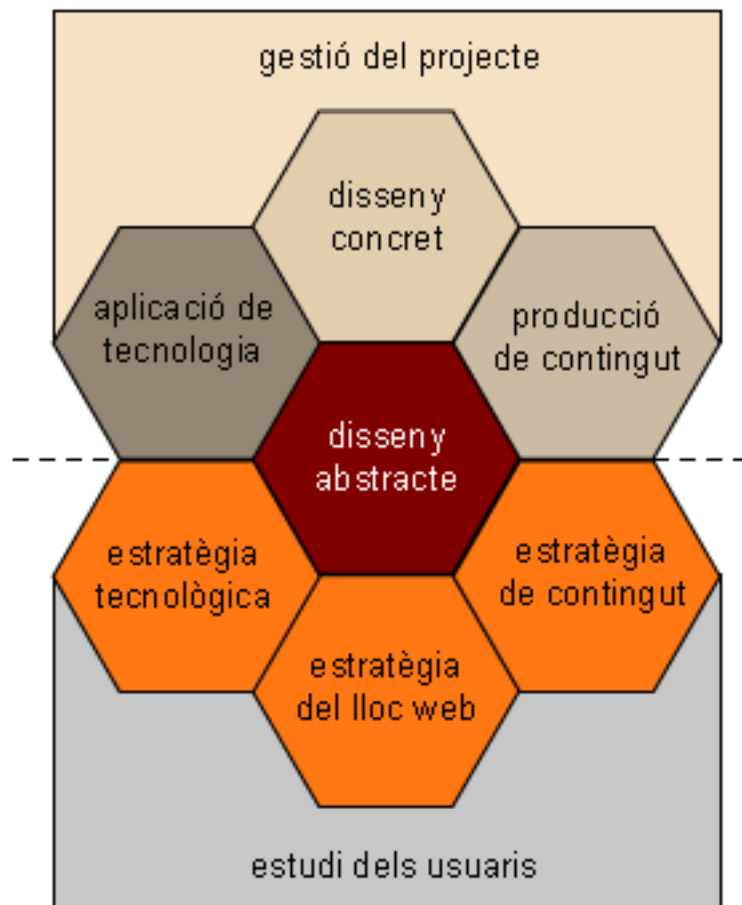 gestió del projecte
disseny
concret
aplicació de
tecnologia
producció
de contingut
disseny
abstracte
estratègia
tecnològica
estratègia
de contingut
estratègia
del lloc web
estudi dels usuaris